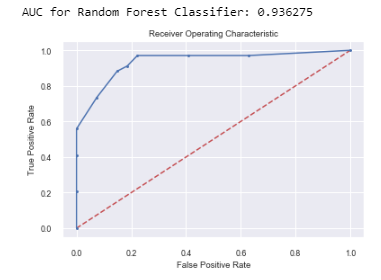 AUC for Random Forest Classifier: 0.936275
Receiver Operating Characteristic
1.0
0.8
0.6
0.4
0.2
0.0
True Positive Rate
0.0 0.2 0.4 0.6 0.8 1.0
False Positive Rate